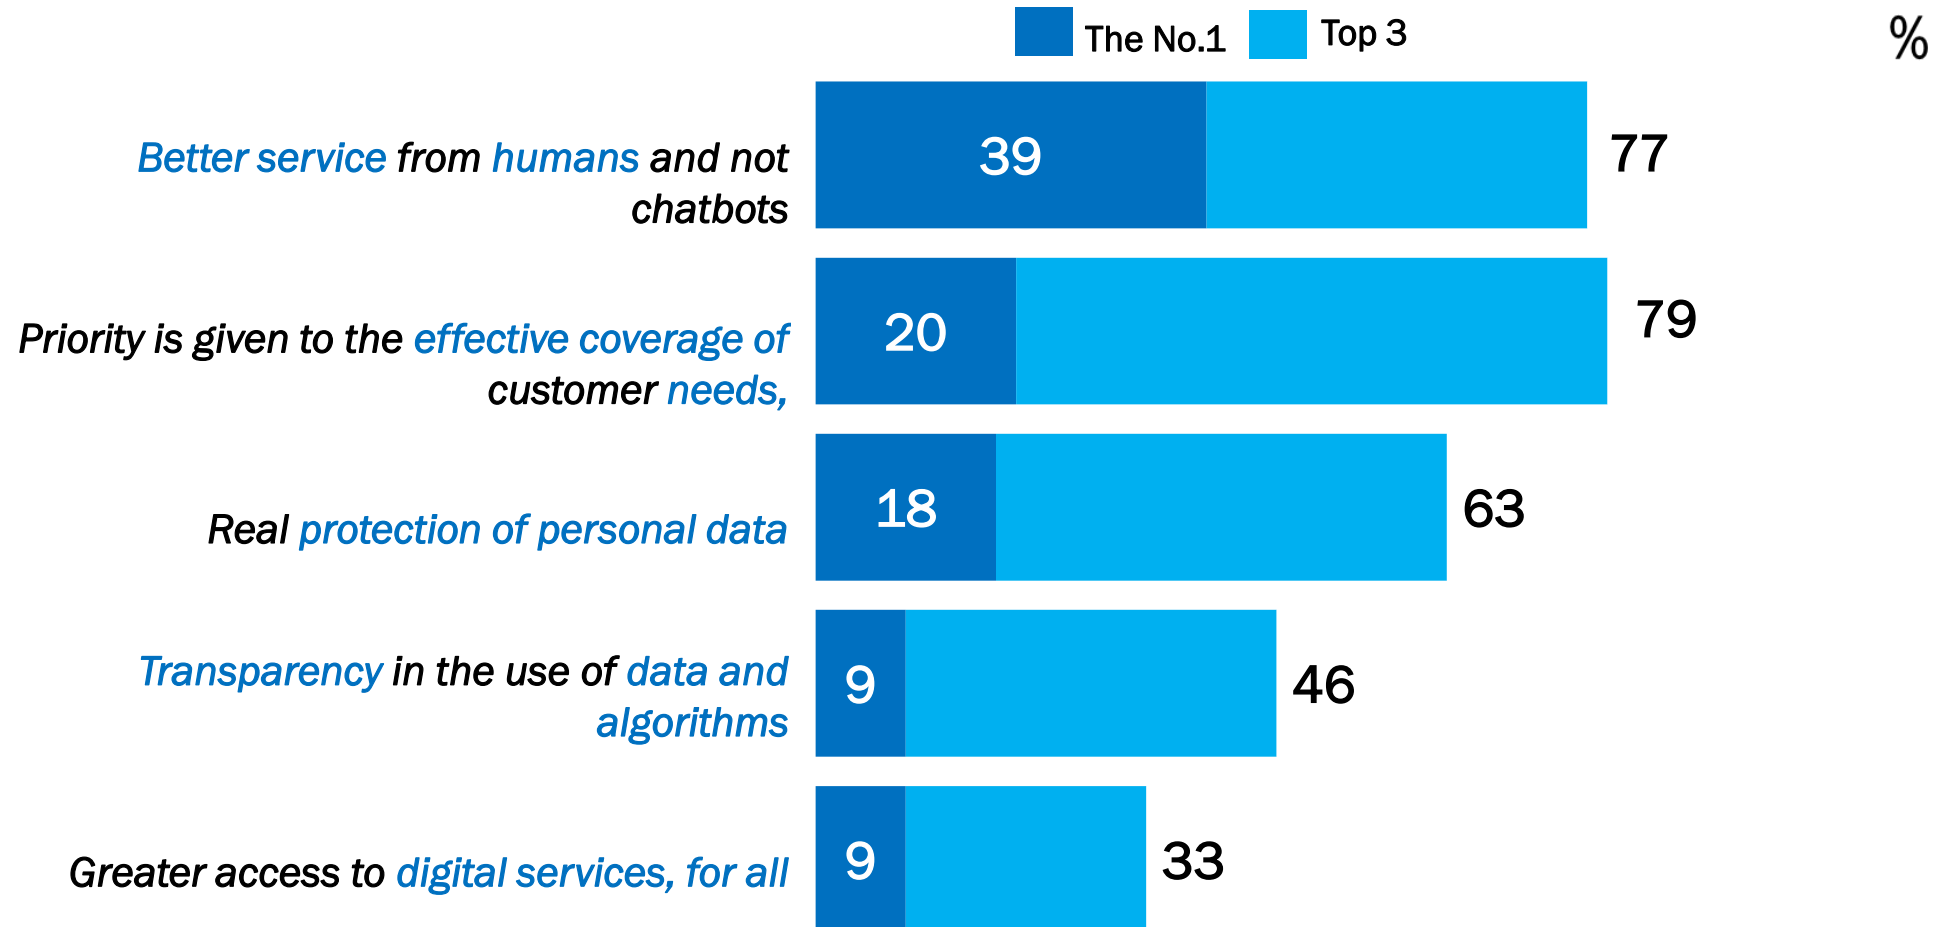 The No.1 Top 3 %
Better service from humans and not
chatbots
39 77
Priority is given to the effective coverage of
customer needs,
20 79
Real protection of personal data
18 63
Transparency in the use of data and
algorithms
9 46
Greater access to digital services, for all
9 33